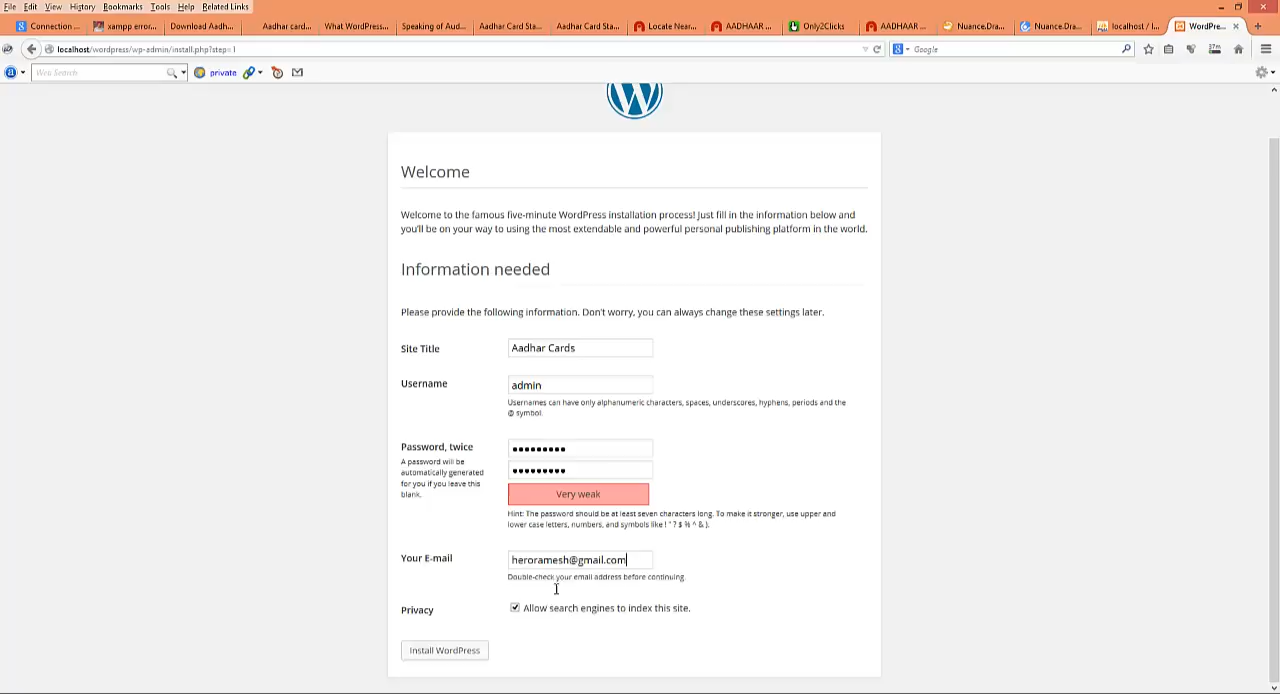 File Edit View History Bookmarks Tools Help Related Links
Connection ... xampp error... Download Aadh... Aadhar card... What WordPress... Speaking of Aud... Aadhar Card Sta... Aadhar Card Sta... Locate Near... AADHAAR ... Only2Clicks AADHAAR ... Nuance.Dra... Nuance.Dra... localhost / l... WordPre...
localhost/wordpress/wp-admin/install.php?step=1
Google
Web Search
private
Welcome
Welcome to the famous five-minute WordPress installation process! Just fill in the information below and
you'll be on your way to using the most extendable and powerful personal publishing platform in the world.
Information needed
Please provide the following information. Don't worry, you can always change these settings later.
Site Title
Aadhar Cards
Username
admin
Usernames can have only alphanumeric characters, spaces, underscores, hyphens, periods and the
@ symbol.
Password, twice
A password will be
automatically generated
for you if you leave this
blank.
•••••••••
•••••••••
Very weak
Hint: The password should be at least seven characters long. To make it stronger, use upper and
lower case letters, numbers, and symbols like ! " ? $ % ^ & ).
Your E-mail
heroramesh@gmail.com
Double-check your email address before continuing.
Privacy
Allow search engines to index this site.
Install WordPress